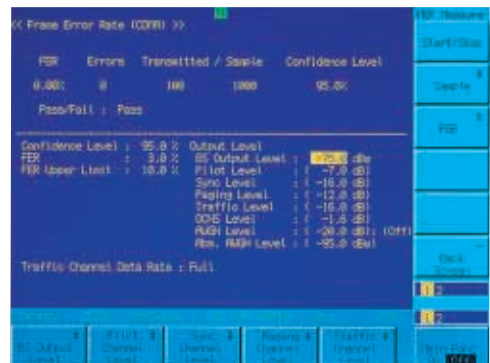 << Frame Error Rate (CDMA) >>
FER Errors Transmitted / Sample Confidence Level
0.00% 0 100 1000 95.0%
Pass/Fail : Pass
Confidence Level : 95.0 %
FER : 3.0 %
FER Upper Limit : 10.0 %
Output Level
BS Output Level : dBm
Pilot Level : ( -7.0 dB)
Sync Level : ( -16.0 dB)
Paging Level : ( -12.0 dB)
Traffic Level : ( -16.0 dB)
OCNS Level : ( -1.6 dB)
AWGN Level : ( -20.0 dB): (Off)
Abs. AWGN Level : ( -95.0 dBm)
Traffic Channel Data Rate : Full
Start/Stop
Sample
FER
Back
Screen
1 2
1 2
BS Output
Level
Pilot
Channel
Level
Sync
Channel
Level
Paging
Channel
Level
Traffic
Channel
Level
Main Func
Off